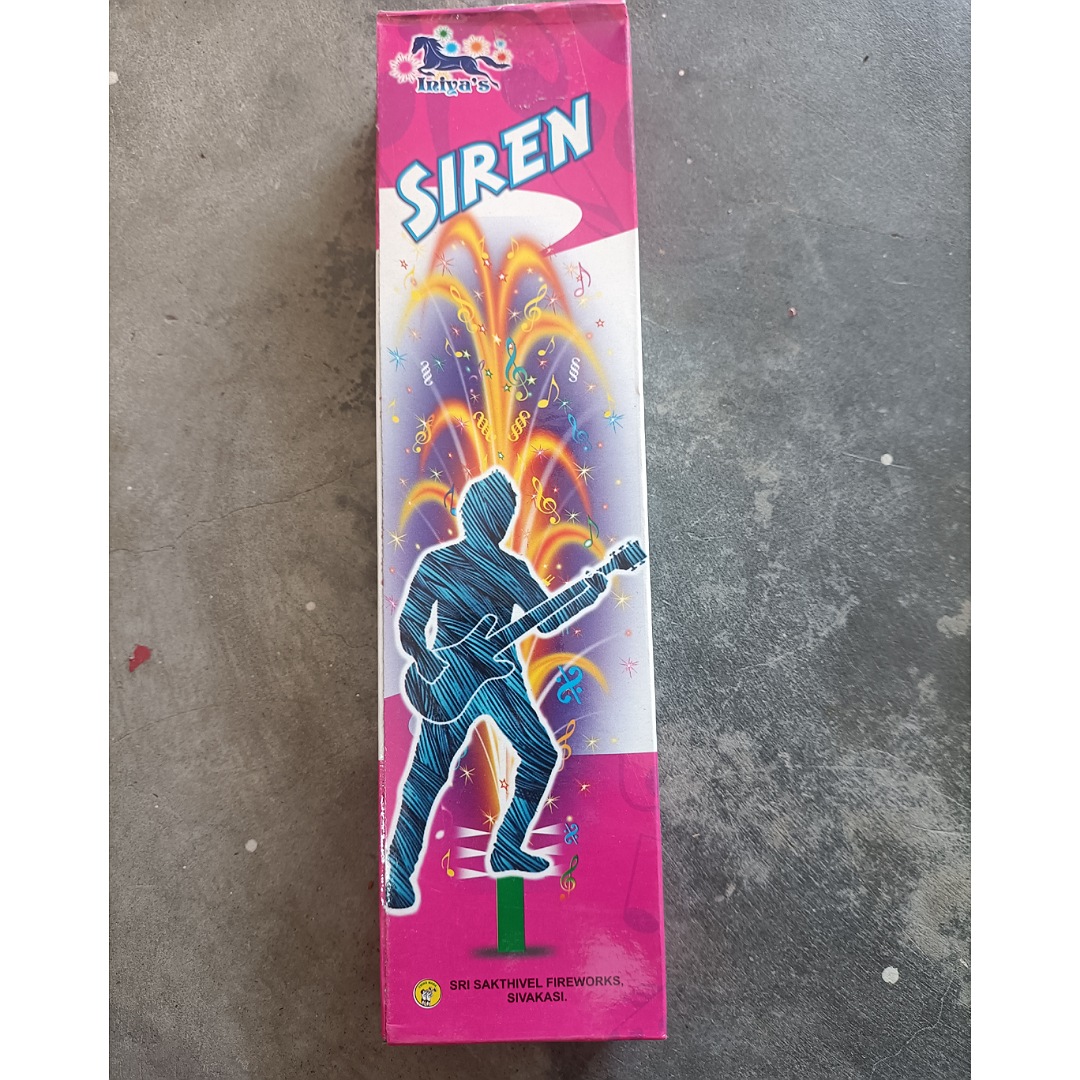 Iniya's
SIREN
SRI SAKTHIVEL FIREWORKS,
SIVAKASI.